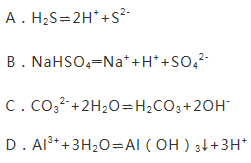 A．H₂S⇌2H⁺+S²⁻
B．NaHSO₄=Na⁺+H⁺+SO₄²⁻
C．CO₃²⁻+2H₂O⇌H₂CO₃+2OH⁻
D．Al³⁺+3H₂O⇌Al（OH）₃↓+3H⁺